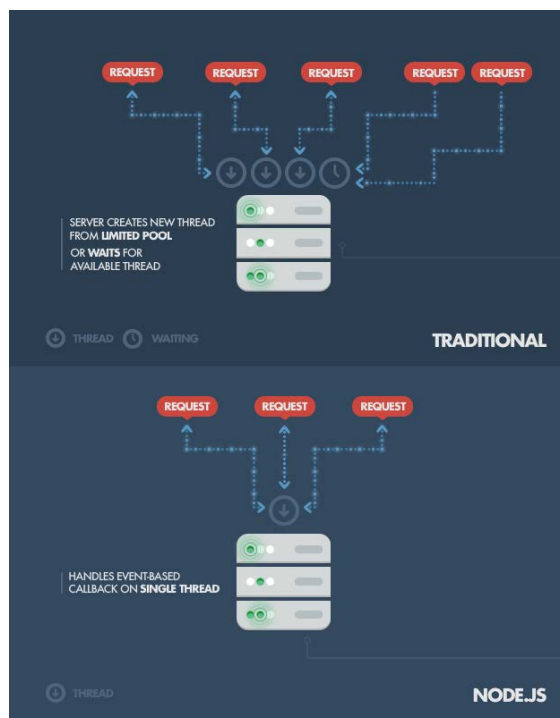 REQUEST REQUEST REQUEST REQUEST REQUEST
SERVER CREATES NEW THREAD
FROM LIMITED POOL
OR WAITS FOR
AVAILABLE THREAD
THREAD WAITING
TRADITIONAL
REQUEST REQUEST REQUEST
HANDLES EVENT-BASED
CALLBACK ON SINGLE THREAD
THREAD
NODE.JS